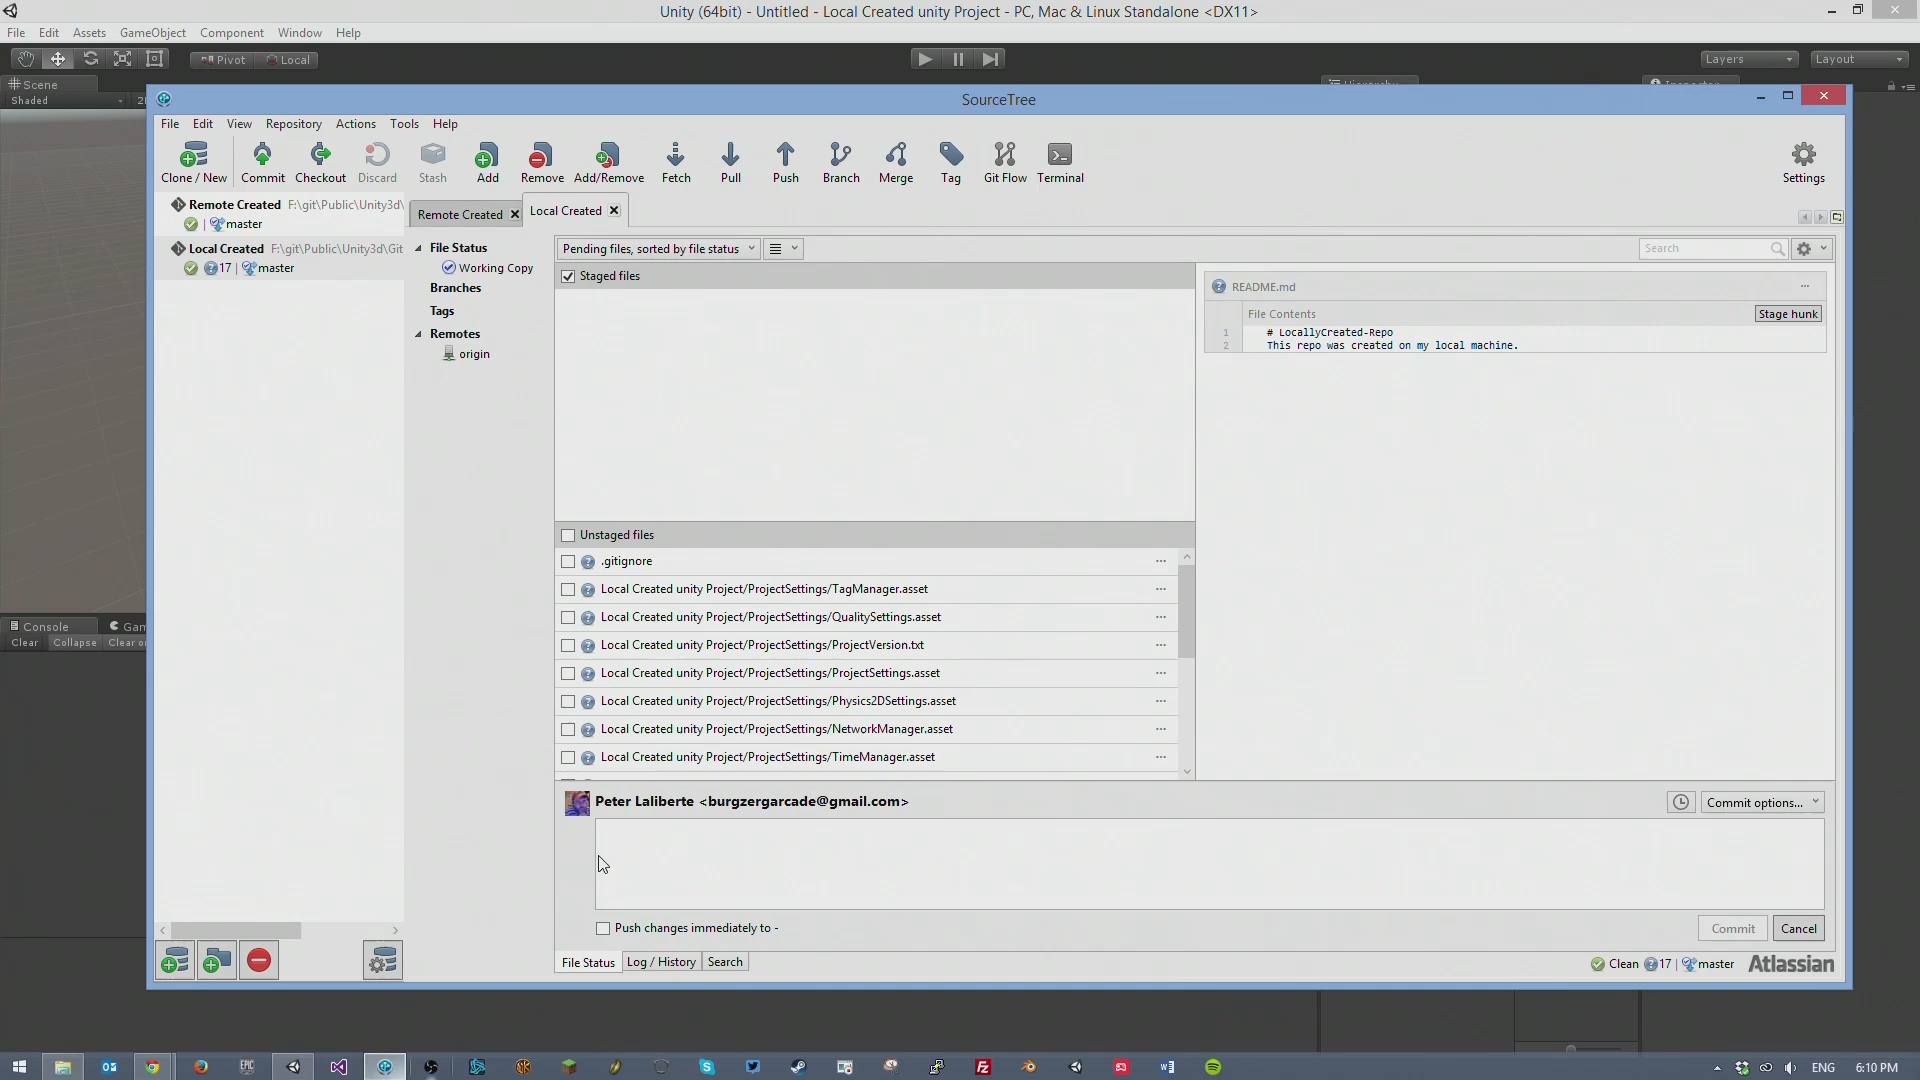 Unity (64bit) - Untitled - Local Created unity Project - PC, Mac & Linux Standalone <DX11>
File Edit Assets GameObject Component Window Help
Pivot Local Layers Layout
Scene
Shaded
SourceTree
File Edit View Repository Actions Tools Help
Clone / New Commit Checkout Discard Stash Add Remove Add/Remove Fetch Pull Push Branch Merge Tag Git Flow Terminal Settings
Remote Created F:\git\Public\Unity3d\
master
Local Created F:\git\Public\Unity3d\Git
17 | master
Remote Created
Local Created
File Status
Working Copy
Branches
Tags
Remotes
origin
Pending files, sorted by file status
Search
Staged files
README.md
File Contents
Stage hunk
1 # LocallyCreated-Repo
2 This repo was created on my local machine.
Unstaged files
.gitignore
Local Created unity Project/ProjectSettings/TagManager.asset
Local Created unity Project/ProjectSettings/QualitySettings.asset
Local Created unity Project/ProjectSettings/ProjectVersion.txt
Local Created unity Project/ProjectSettings/ProjectSettings.asset
Local Created unity Project/ProjectSettings/Physics2DSettings.asset
Local Created unity Project/ProjectSettings/NetworkManager.asset
Local Created unity Project/ProjectSettings/TimeManager.asset
Console
Clear Collapse
Peter Laliberte <burgzergarcade@gmail.com>
Commit options...
Push changes immediately to -
Commit Cancel
File Status Log / History Search
Clean 17 | master Atlassian
ENG 6:10 PM